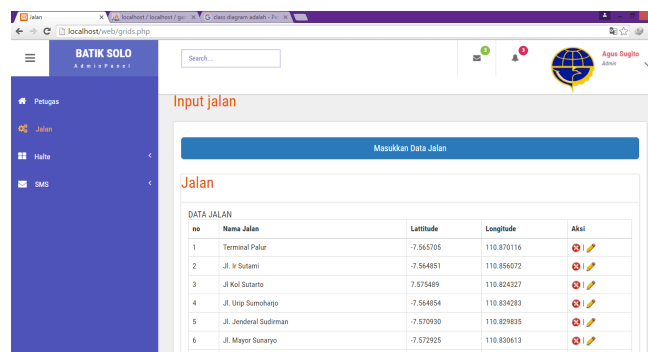 Jalan
localhost / localhost / go
class diagram adalah - Pe
localhost/web/grids.php
BATIK SOLO
AdminPanel
Search...
3
3
Agus Sugito
Admin
Petugas
Jalan
Halte
SMS
Input jalan
Masukkan Data Jalan
Jalan
DATA JALAN
no Nama Jalan Lattitude Longitude Aksi
1 Terminal Palur -7.565705 110.870116 |
2 Jl. Ir Sutami -7.564851 110.856072 |
3 Jl Kol Sutarto 7.575489 110.824327 |
4 Jl. Urip Sumoharjo -7.564854 110.834283 |
5 Jl. Jenderal Sudirman -7.570930 110.829835 |
6 Jl. Mayor Sunaryo -7.572925 110.830613 |